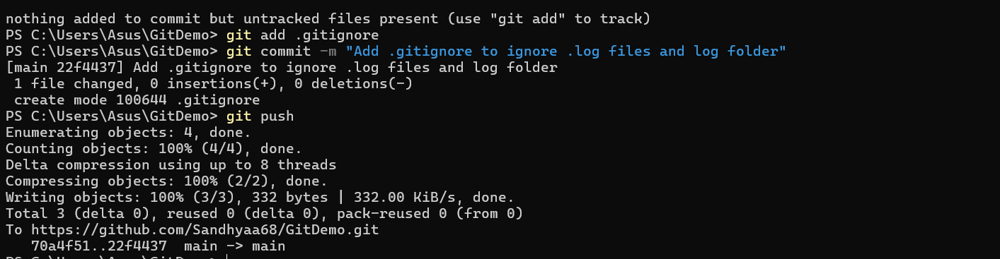 nothing added to commit but untracked files present (use "git add" to track)
PS C:\Users\Asus\GitDemo> git add .gitignore
PS C:\Users\Asus\GitDemo> git commit -m "Add .gitignore to ignore .log files and log folder"
[main 22f4437] Add .gitignore to ignore .log files and log folder
 1 file changed, 0 insertions(+), 0 deletions(-)
 create mode 100644 .gitignore
PS C:\Users\Asus\GitDemo> git push
Enumerating objects: 4, done.
Counting objects: 100% (4/4), done.
Delta compression using up to 8 threads
Compressing objects: 100% (2/2), done.
Writing objects: 100% (3/3), 332 bytes | 332.00 KiB/s, done.
Total 3 (delta 0), reused 0 (delta 0), pack-reused 0 (from 0)
To https://github.com/Sandhyaa68/GitDemo.git
   70a4f51..22f4437  main -> main
PS C:\Users\Asus\GitDemo>